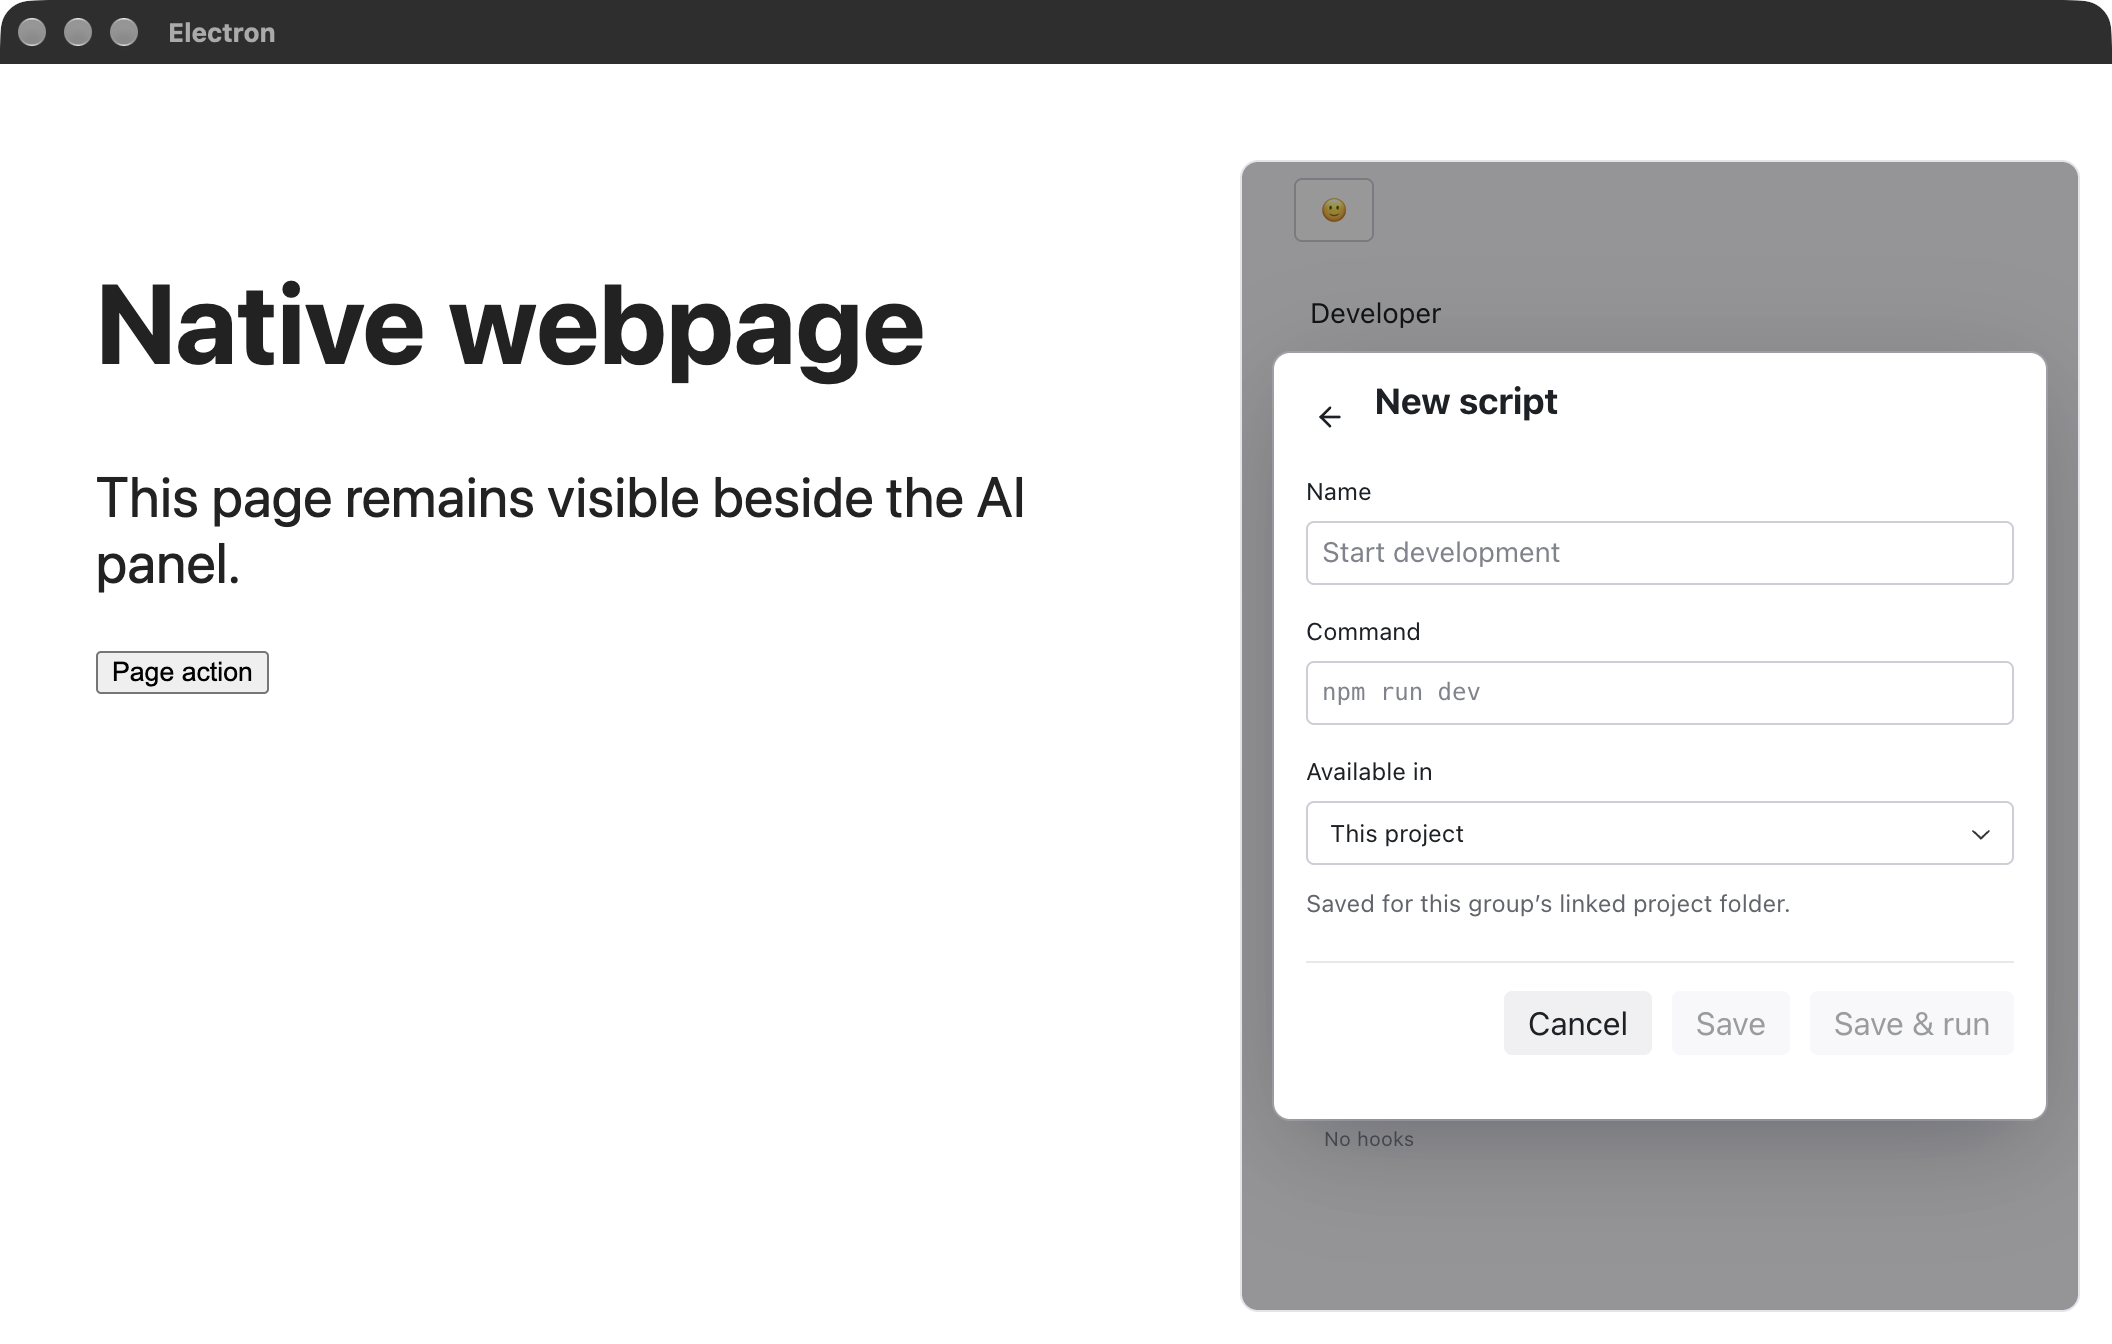 Electron
Native webpage
This page remains visible beside the AI
panel.
Page action
Developer
New script
Name
Start development
Command
npm run dev
Available in
This project
Saved for this group’s linked project folder.
Cancel
Save
Save & run
No hooks